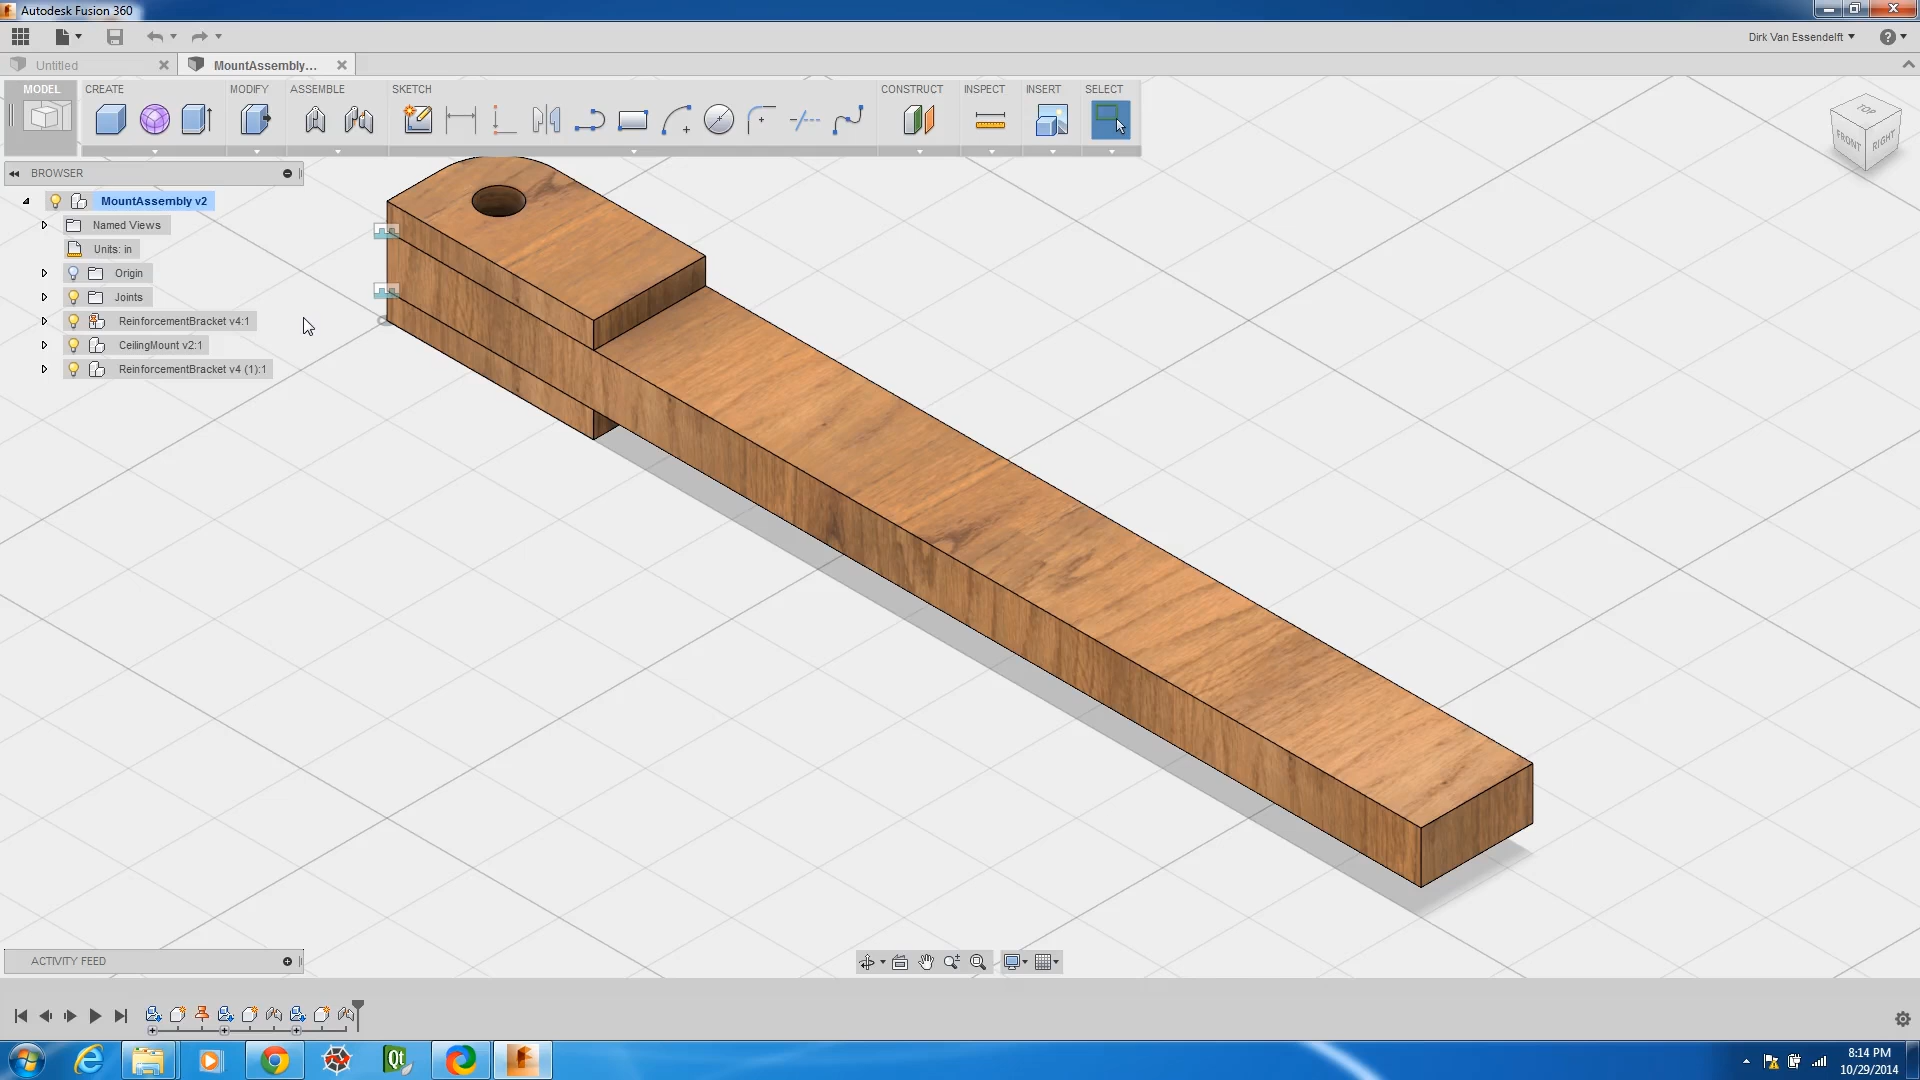 Autodesk Fusion 360
Dirk Van Essendelft
Untitled
MountAssembly...
MODEL
CREATE
MODIFY
ASSEMBLE
SKETCH
CONSTRUCT
INSPECT
INSERT
SELECT
TOP
FRONT
RIGHT
BROWSER
MountAssembly v2
Named Views
Units: in
Origin
Joints
ReinforcementBracket v4:1
CeilingMount v2:1
ReinforcementBracket v4 (1):1
ACTIVITY FEED
Qt
8:14 PM
10/29/2014